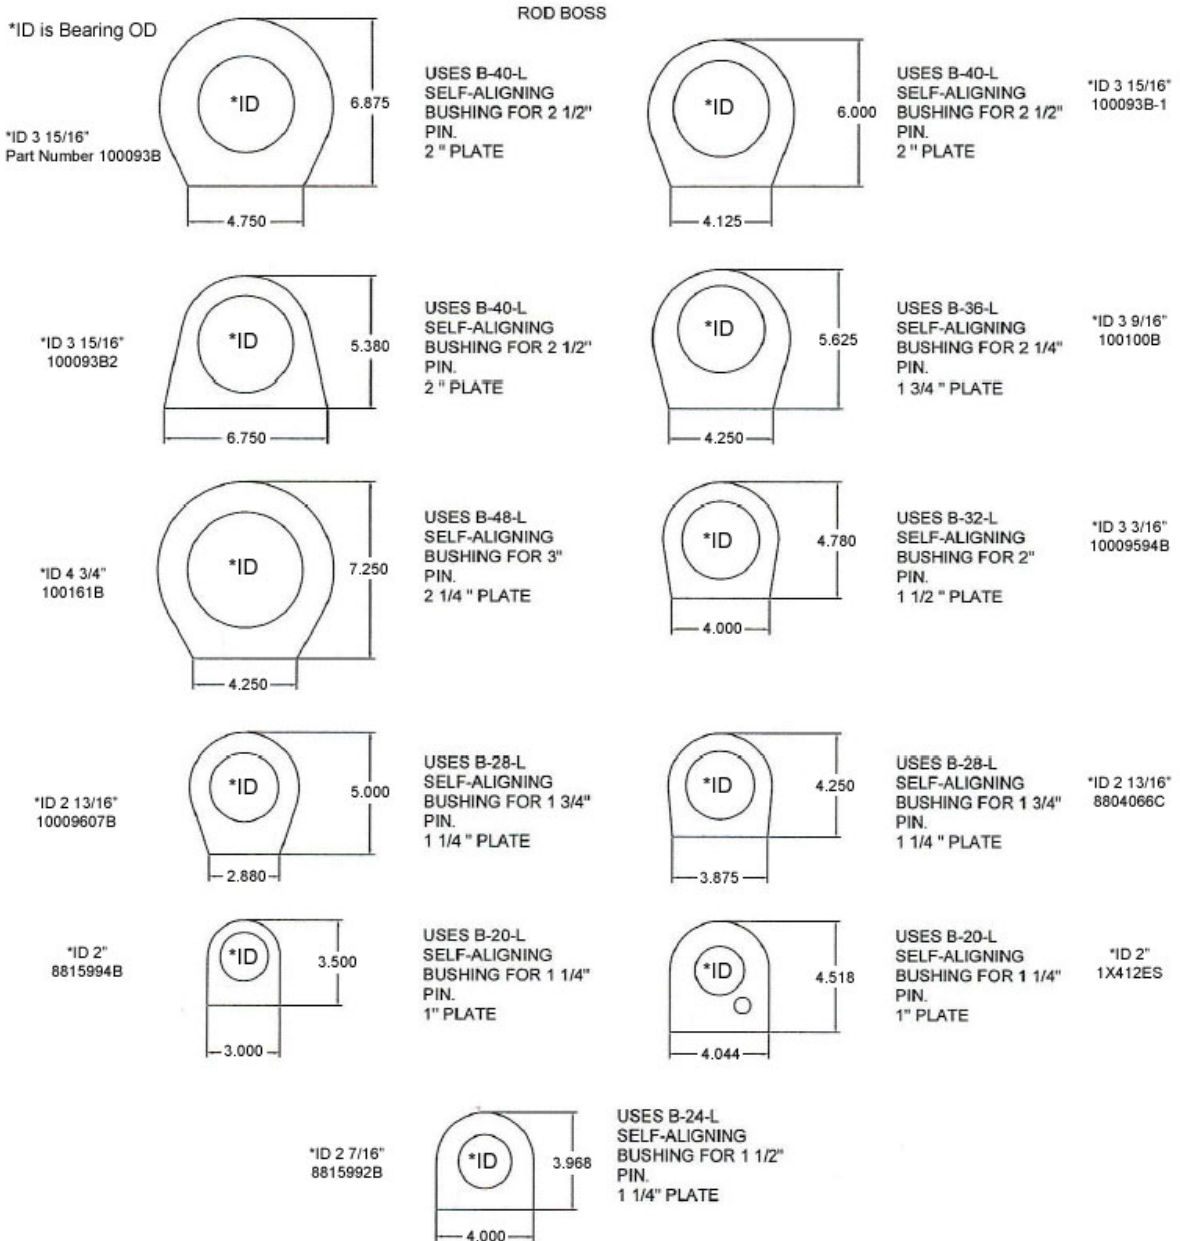 ROD BOSS
*ID is Bearing OD
*ID 3 15/16"
Part Number 100093B
*ID
6.875
4.750
USES B-40-L
SELF-ALIGNING
BUSHING FOR 2 1/2"
PIN.
2 " PLATE
*ID
6.000
4.125
USES B-40-L
SELF-ALIGNING
BUSHING FOR 2 1/2"
PIN.
2 " PLATE
*ID 3 15/16"
100093B-1
*ID 3 15/16"
100093B2
*ID
5.380
6.750
USES B-40-L
SELF-ALIGNING
BUSHING FOR 2 1/2"
PIN.
2 " PLATE
*ID
5.625
4.250
USES B-36-L
SELF-ALIGNING
BUSHING FOR 2 1/4"
PIN.
1 3/4 " PLATE
*ID 3 9/16"
100100B
*ID 4 3/4"
100161B
*ID
7.250
4.250
USES B-48-L
SELF-ALIGNING
BUSHING FOR 3"
PIN.
2 1/4 " PLATE
*ID
4.780
4.000
USES B-32-L
SELF-ALIGNING
BUSHING FOR 2"
PIN.
1 1/2 " PLATE
*ID 3 3/16"
10009594B
*ID 2 13/16"
10009607B
*ID
5.000
2.880
USES B-28-L
SELF-ALIGNING
BUSHING FOR 1 3/4"
PIN.
1 1/4 " PLATE
*ID
4.250
3.875
USES B-28-L
SELF-ALIGNING
BUSHING FOR 1 3/4"
PIN.
1 1/4 " PLATE
*ID 2 13/16"
8804066C
*ID 2"
8815994B
*ID
3.500
3.000
USES B-20-L
SELF-ALIGNING
BUSHING FOR 1 1/4"
PIN.
1" PLATE
*ID
4.518
4.044
USES B-20-L
SELF-ALIGNING
BUSHING FOR 1 1/4"
PIN.
1" PLATE
*ID 2"
1X412ES
*ID 2 7/16"
8815992B
*ID
3.968
4.000
USES B-24-L
SELF-ALIGNING
BUSHING FOR 1 1/2"
PIN.
1 1/4" PLATE